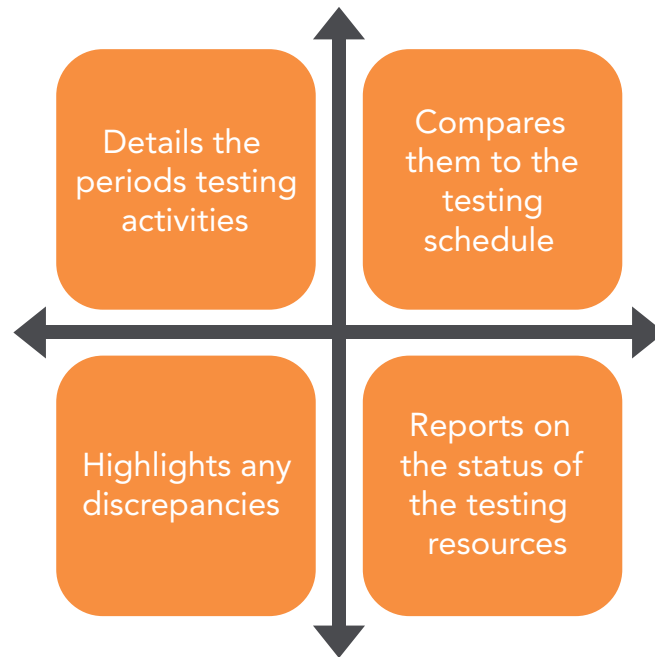 Details the
periods testing
activities
Compares
them to the
testing
schedule
Highlights any
discrepancies
Reports on
the status of
the testing
resources